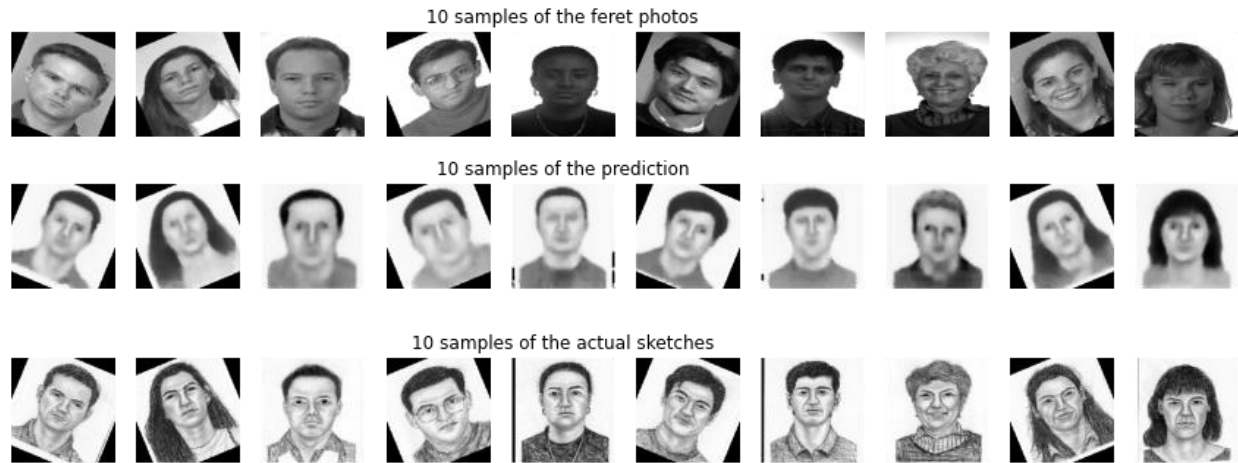 10 samples of the feret photos
10 samples of the prediction
10 samples of the actual sketches